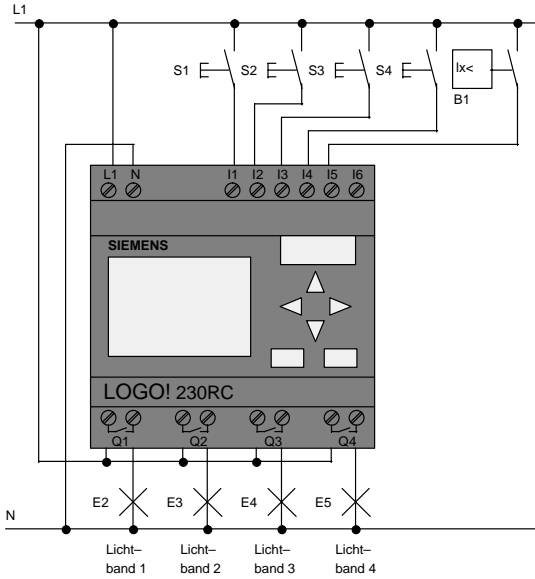 L1
S1 S2 S3 S4 Ix<
B1
L1 N I1 I2 I3 I4 I5 I6
SIEMENS
LOGO! 230RC
Q1 Q2 Q3 Q4
E2 E3 E4 E5
N
Licht– Licht– Licht– Licht–
band 1 band 2 band 3 band 4